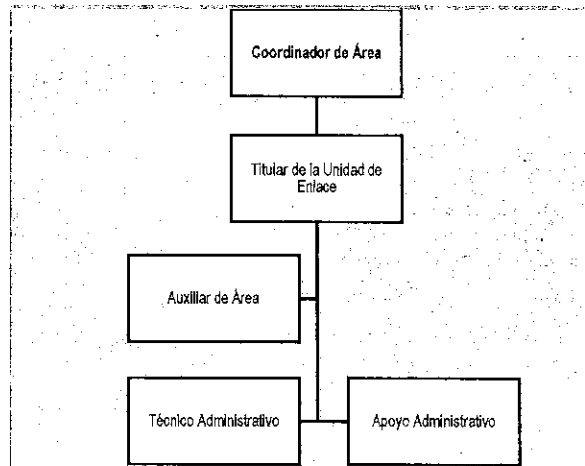 Coordinador de Área
Titular de la Unidad de
Enlace
Auxiliar de Área
Técnico Administrativo
Apoyo Administrativo